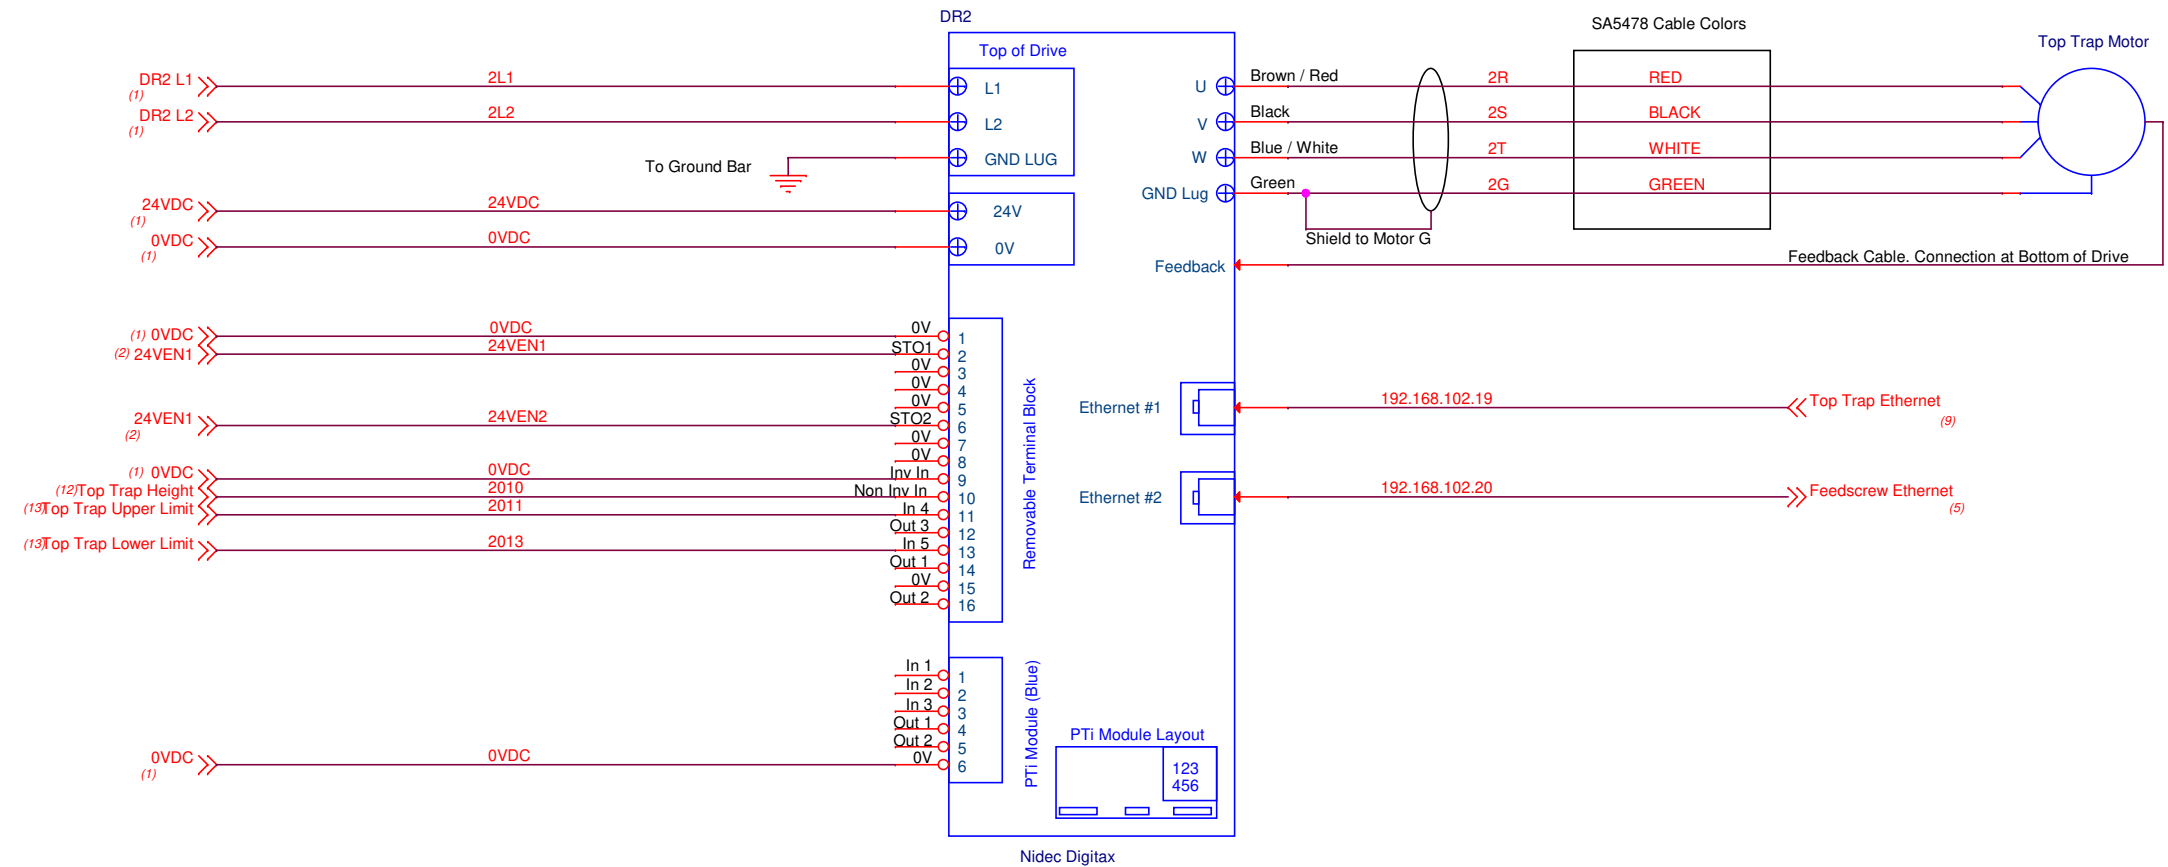 DR2
SA5478 Cable Colors
Top Trap Motor
Top of Drive
DR2 L1
(1)
2L1
L1
DR2 L2
(1)
2L2
L2
To Ground Bar
GND LUG
24VDC
(1)
24VDC
24V
0VDC
(1)
0VDC
0V
U
Brown / Red
2R
RED
V
Black
2S
BLACK
W
Blue / White
2T
WHITE
GND Lug
Green
2G
GREEN
Shield to Motor G
Feedback
Feedback Cable. Connection at Bottom of Drive
(1) 0VDC
0VDC
0V
1
(2) 24VEN1
24VEN1
STO1
2
0V
3
0V
4
0V
5
24VEN1
(2)
24VEN2
STO2
6
0V
7
0V
8
(1) 0VDC
0VDC
Inv In
9
(12)Top Trap Height
2010
Non Inv In
10
(13)Top Trap Upper Limit
2011
In 4
11
Out 3
12
(13)Top Trap Lower Limit
2013
In 5
13
Out 1
14
0V
15
Out 2
16
Removable Terminal Block
Ethernet #1
192.168.102.19
Top Trap Ethernet
(9)
Ethernet #2
192.168.102.20
Feedscrew Ethernet
(5)
In 1
1
In 2
2
In 3
3
Out 1
4
Out 2
5
0VDC
(1)
0VDC
0V
6
PTi Module (Blue)
PTi Module Layout
123
456
Nidec Digitax